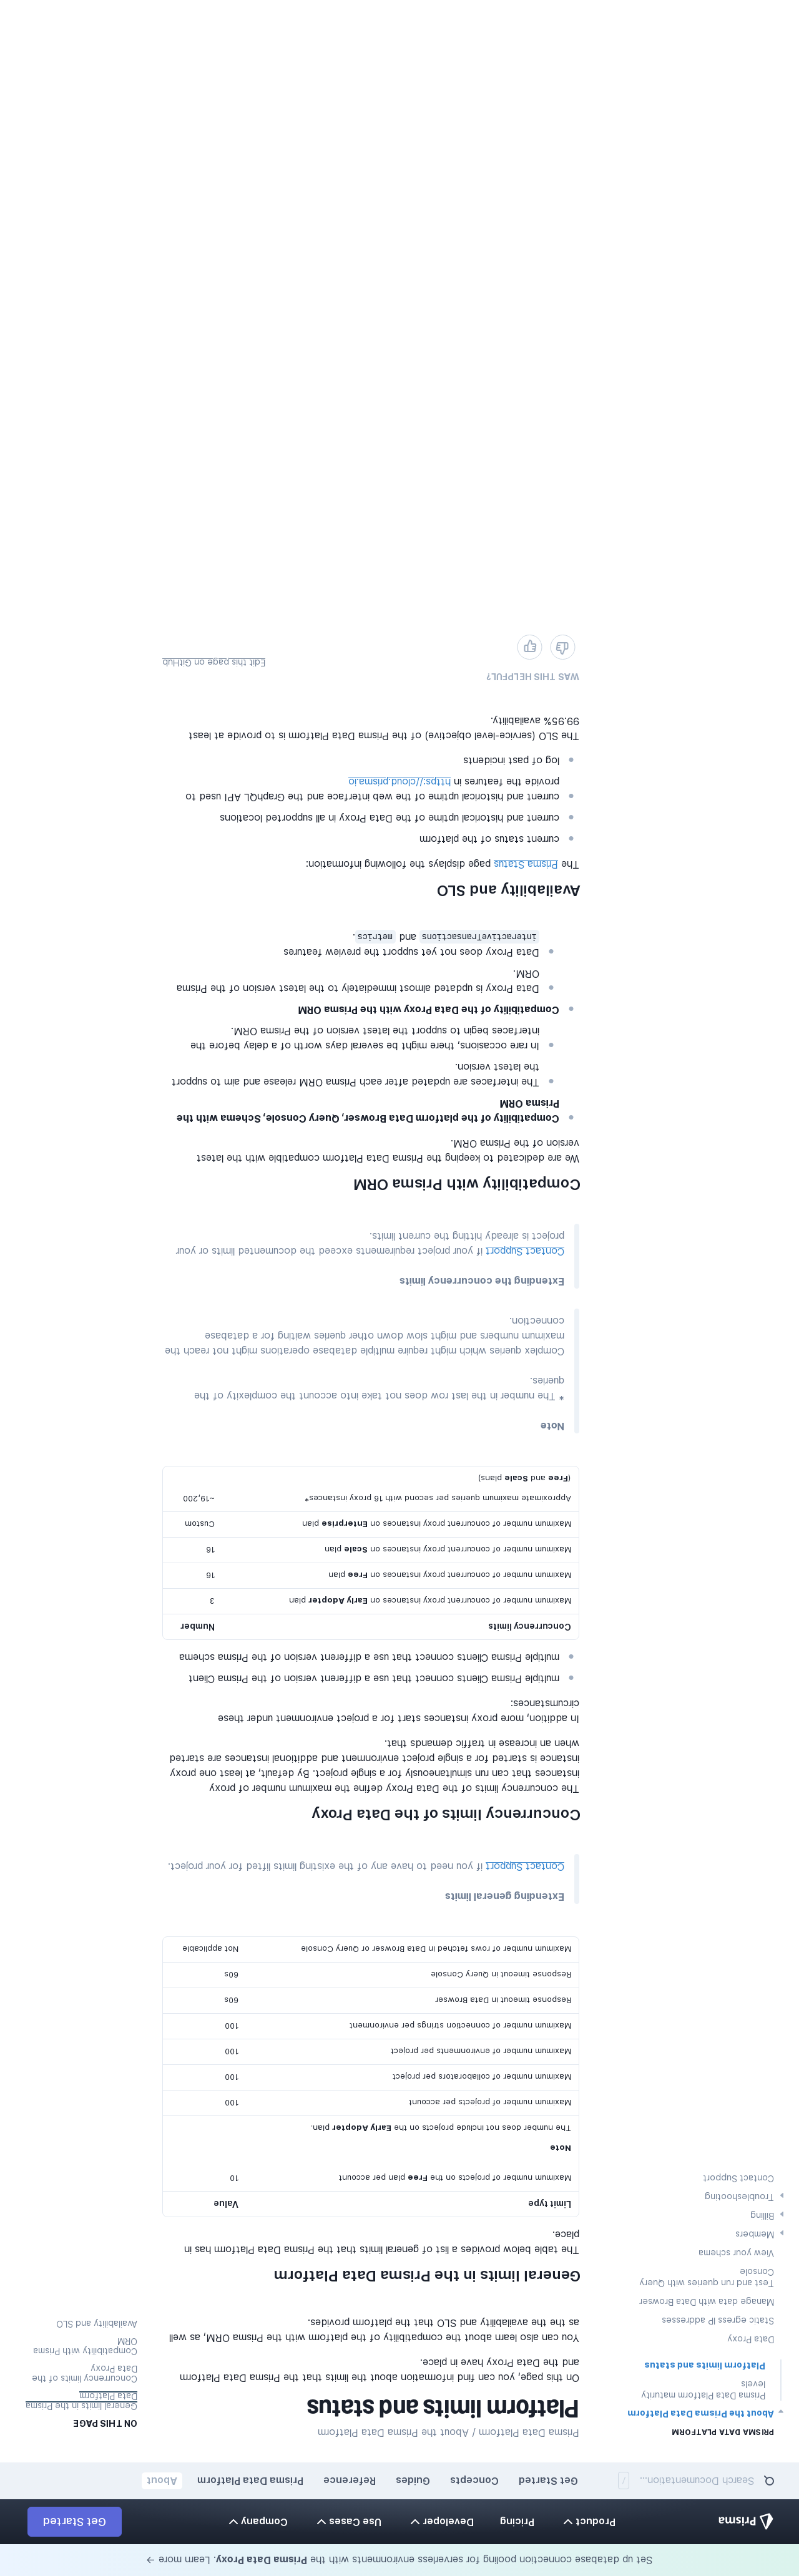 Set up database connection pooling for serverless environments with the Prisma Data Proxy. Learn more →
Prisma
Product
Pricing
Developer
Use Cases
Company
Get Started
Search Documentation...
/
Get Started
Concepts
Guides
Reference
Prisma Data Platform
About
PRISMA DATA PLATFORM
About the Prisma Data Platform
Prisma Data Platform maturity
levels
Platform limits and status
Data Proxy
Static egress IP addresses
Manage data with Data Browser
Test and run queries with Query
Console
View your schema
Members
Billing
Troubleshooting
Contact Support
Prisma Data Platform / About the Prisma Data Platform
Platform limits and status
On this page, you can find information about the limits that the Prisma Data Platform
and the Data Proxy have in place.
You can also learn about the compatibility of the platform with the Prisma ORM, as well
as the the availability and SLO that the platform provides.
General limits in the Prisma Data Platform
The table below provides a list of general limits that the Prisma Data Platform has in
place.
Limit type Value
Maximum number of projects on the Free plan per account 10
Note
The number does not include projects on the Early Adopter plan.
Maximum number of projects per account 100
Maximum number of collaborators per project 100
Maximum number of environments per project 100
Maximum number of connection strings per environment 100
Response timeout in Data Browser 60s
Response timeout in Query Console 60s
Maximum number of rows fetched in Data Browser or Query Console Not applicable
Extending general limits
Contact Support if you need to have any of the existing limits lifted for your project.
Concurrency limits of the Data Proxy
The concurrency limits of the Data Proxy define the maximum number of proxy
instances that can run simultaneously for a single project. By default, at least one proxy
instance is started for a single project environment and additional instances are started
when an increase in traffic demands that.
In addition, more proxy instances start for a project environment under these
circumstances:
multiple Prisma Clients connect that use a different version of the Prisma Client
multiple Prisma Clients connect that use a different version of the Prisma schema
Concurrency limits Number
Maximum number of concurrent proxy instances on Early Adopter plan 3
Maximum number of concurrent proxy instances on Free plan 16
Maximum number of concurrent proxy instances on Scale plan 16
Maximum number of concurrent proxy instances on Enterprise plan Custom
Approximate maximum queries per second with 16 proxy instances* ~19,200
(Free and Scale plans)
Note
* The number in the last row does not take into account the complexity of the
queries.
Complex queries which might require multiple database operations might not reach the
maximum numbers and might slow down other queries waiting for a database
connection.
Extending the concurrency limits
Contact Support if your project requirements exceed the documented limits or your
project is already hitting the current limits.
Compatibility with Prisma ORM
We are dedicated to keeping the Prisma Data Platform compatible with the latest
version of the Prisma ORM.
Compatibility of the platform Data Browser, Query Console, Schema with the
Prisma ORM
The interfaces are updated after each Prisma ORM release and aim to support
the latest version.
In rare occasions, there might be several days worth of a delay before the
interfaces begin to support the latest version of the Prisma ORM.
Compatibility of the Data Proxy with the Prisma ORM
Data Proxy is updated almost immediately to the latest version of the Prisma
ORM.
Data Proxy does not yet support the preview features
interactiveTransactions and metrics.
Availability and SLO
The Prisma Status page displays the following information:
current status of the platform
current and historical uptime of the Data Proxy in all supported locations
current and historical uptime of the web interface and the GraphQL API used to
provide the features in https://cloud.prisma.io
log of past incidents
The SLO (service-level objective) of the Prisma Data Platform is to provide at least
99.95% availability.
WAS THIS HELPFUL?
Edit this page on GitHub
ON THIS PAGE
General limits in the Prisma
Data Platform
Concurrency limits of the
Data Proxy
Compatibility with Prisma
ORM
Availability and SLO